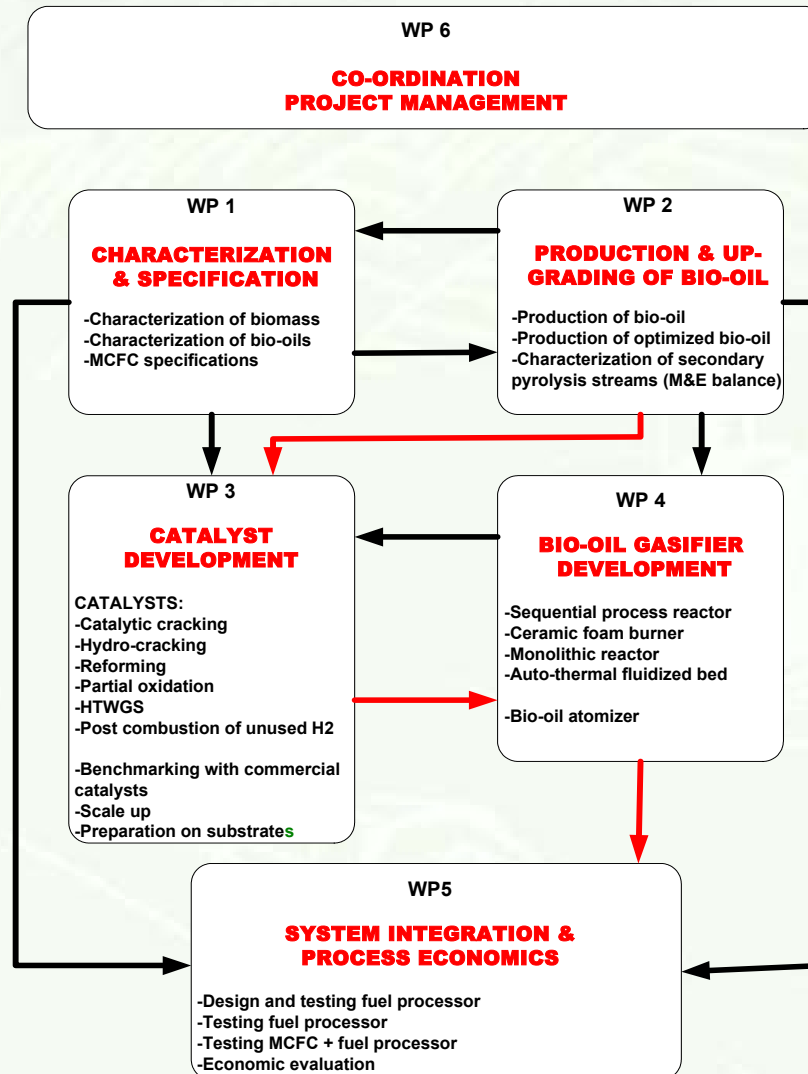 WP 6
CO-ORDINATION
PROJECT MANAGEMENT
WP 1
CHARACTERIZATION
& SPECIFICATION
-Characterization of biomass
-Characterization of bio-oils
-MCFC specifications
WP 2
PRODUCTION & UP-
GRADING OF BIO-OIL
-Production of bio-oil
-Production of optimized bio-oil
-Characterization of secondary
pyrolysis streams (M&E balance)
WP 3
CATALYST
DEVELOPMENT
CATALYSTS:
-Catalytic cracking
-Hydro-cracking
-Reforming
-Partial oxidation
-HTWGS
-Post combustion of unused H2
-Benchmarking with commercial
catalysts
-Scale up
-Preparation on substrates
WP 4
BIO-OIL GASIFIER
DEVELOPMENT
-Sequential process reactor
-Ceramic foam burner
-Monolithic reactor
-Auto-thermal fluidized bed
-Bio-oil atomizer
WP5
SYSTEM INTEGRATION &
PROCESS ECONOMICS
-Design and testing fuel processor
-Testing fuel processor
-Testing MCFC + fuel processor
-Economic evaluation